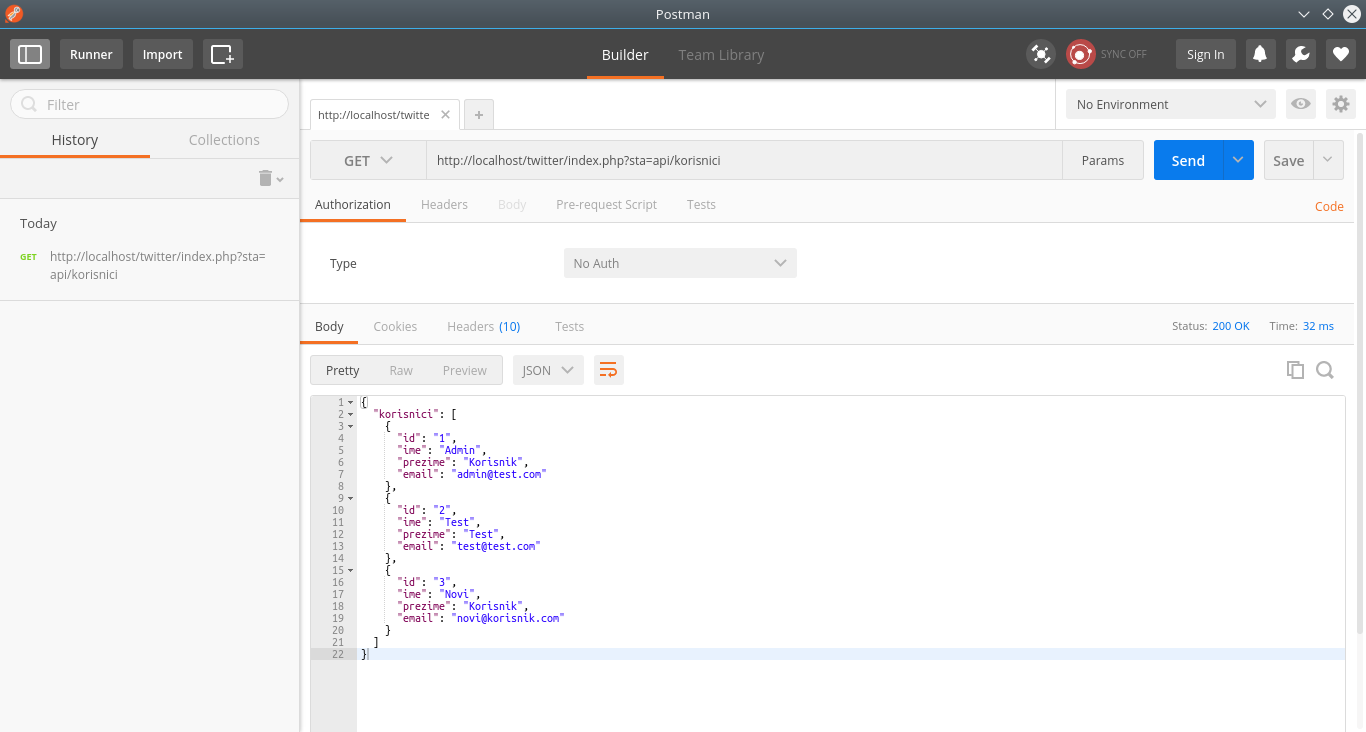 Postman
Runner
Import
Builder
Team Library
SYNC OFF
Sign In
Filter
History
Collections
Today
GET http://localhost/twitter/index.php?sta=
api/korisnici
http://localhost/twitte
+
No Environment
GET
http://localhost/twitter/index.php?sta=api/korisnici
Params
Send
Save
Authorization
Headers
Body
Pre-request Script
Tests
Code
Type
No Auth
Body
Cookies
Headers (10)
Tests
Status: 200 OK
Time: 32 ms
Pretty
Raw
Preview
JSON
1 {
2 "korisnici": [
3 {
4 "id": "1",
5 "ime": "Admin",
6 "prezime": "Korisnik",
7 "email": "admin@test.com"
8 },
9 {
10 "id": "2",
11 "ime": "Test",
12 "prezime": "Test",
13 "email": "test@test.com"
14 },
15 {
16 "id": "3",
17 "ime": "Novi",
18 "prezime": "Korisnik",
19 "email": "novi@korisnik.com"
20 }
21 ]
22 }